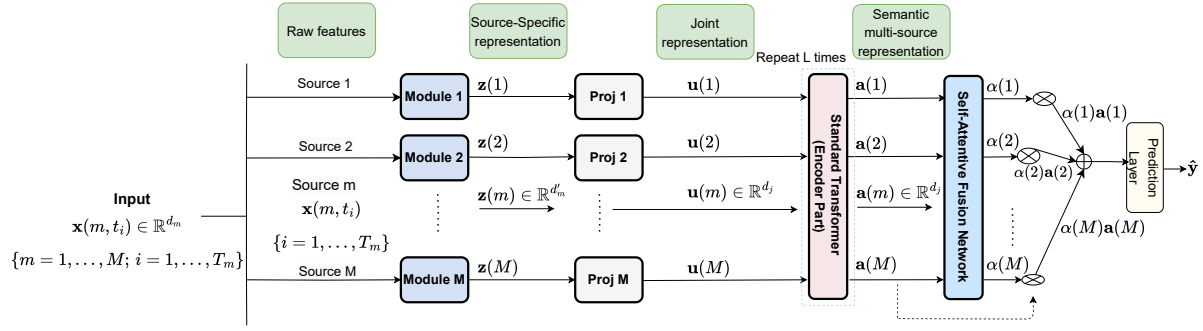 Raw features
Source-Specific
representation
Joint
representation
Semantic
multi-source
representation
Repeat L times
Source 1
Module 1
z(1)
Proj 1
u(1)
a(1)
α(1)
α(1)a(1)
Source 2
Module 2
z(2)
Proj 2
u(2)
a(2)
α(2)
α(2)a(2)
Standard Transformer
(Encoder Part)
Self-Attentive Fusion Network
Prediction
Layer
ŷ
Input
x(m, t_i) ∈ ℝ^{d_m}
{m = 1, …, M; i = 1, …, T_m}
Source m
x(m, t_i)
{i = 1, …, T_m}
z(m) ∈ ℝ^{d'_m}
u(m) ∈ ℝ^{d_j}
a(m) ∈ ℝ^{d_j}
α(M)a(M)
Source M
Module M
z(M)
Proj M
u(M)
a(M)
α(M)